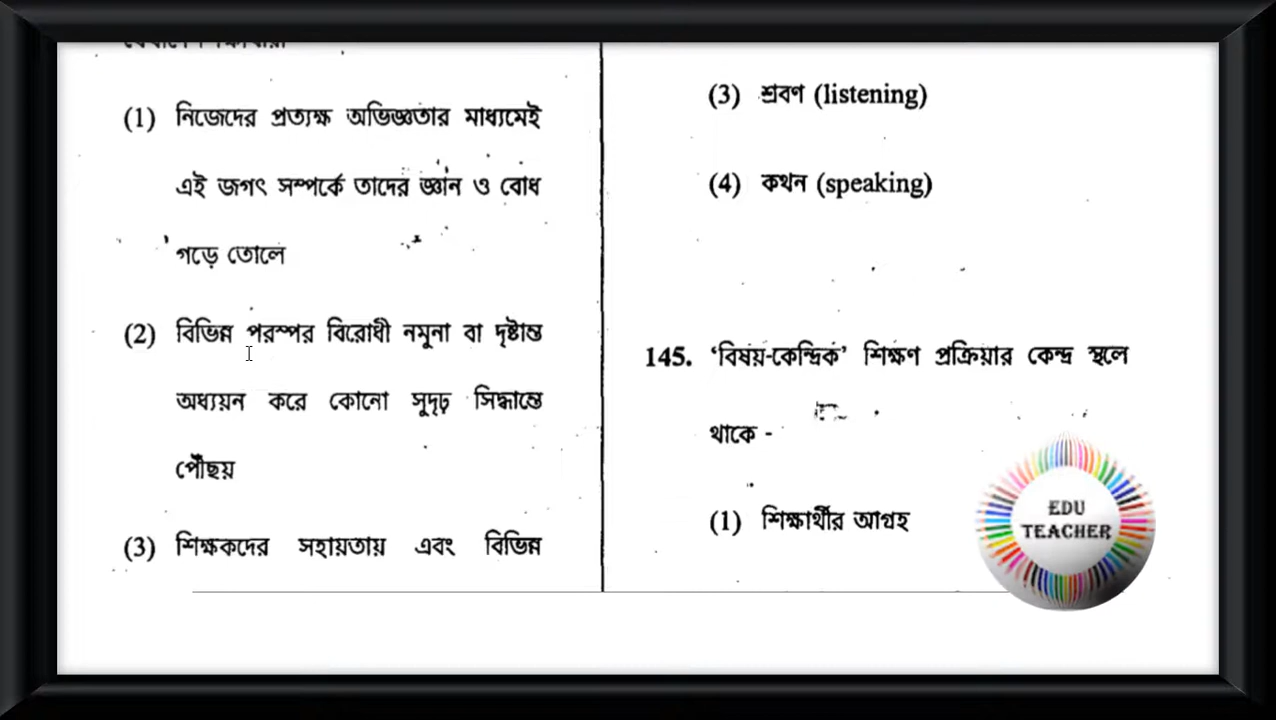 (1) নিজেদের প্রত্যক্ষ অভিজ্ঞতার মাধ্যমেই
এই জগৎ সম্পর্কে তাদের জ্ঞান ও বোধ
গড়ে তোলে
(2) বিভিন্ন পরস্পর বিরোধী নমুনা বা দৃষ্টান্ত
অধ্যয়ন করে কোনো সুদৃঢ় সিদ্ধান্তে
পৌঁছয়
(3) শিক্ষকদের সহায়তায় এবং বিভিন্ন
(3) শ্রবণ (listening)
(4) কথন (speaking)
145. ‘বিষয়-কেন্দ্রিক’ শিক্ষণ প্রক্রিয়ার কেন্দ্র স্থলে
থাকে -
(1) শিক্ষার্থীর আগ্রহ
EDU
TEACHER